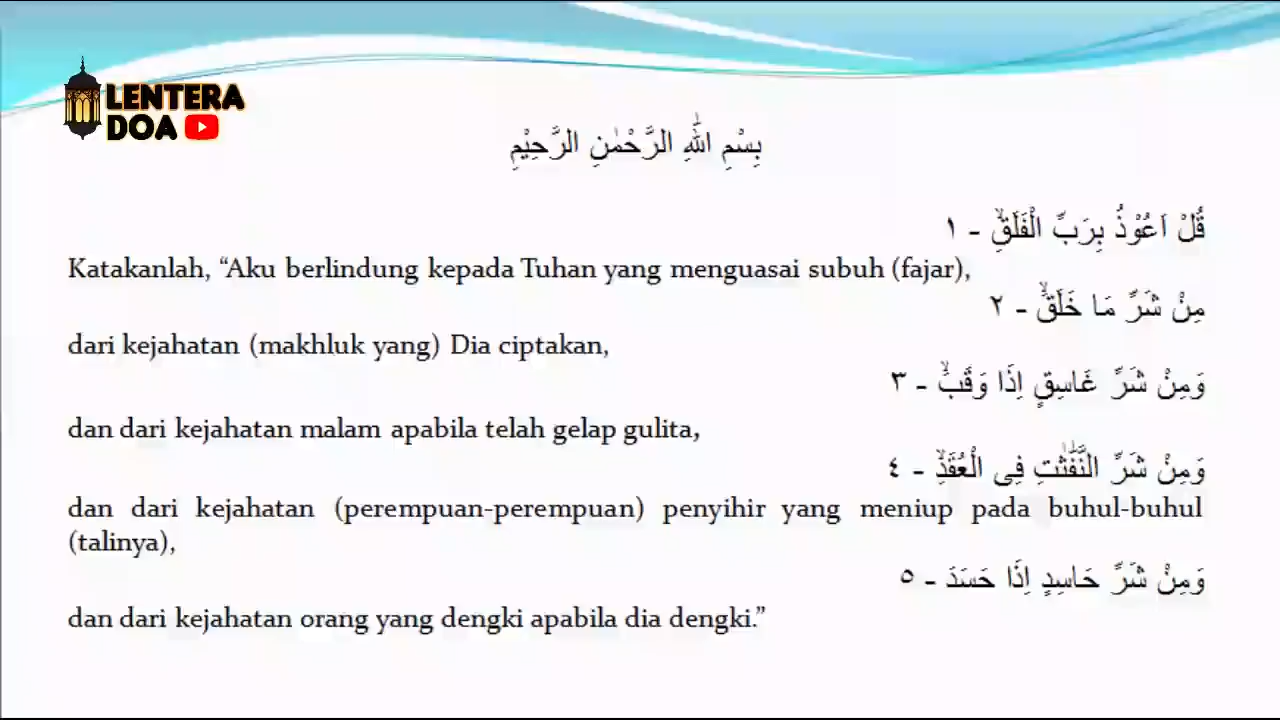 LENTERA
DOA
بِسْمِ اللّٰهِ الرَّحْمٰنِ الرَّحِيْمِ
قُلْ اَعُوْذُ بِرَبِّ الْفَلَقِۙ - ١
Katakanlah, “Aku berlindung kepada Tuhan yang menguasai subuh (fajar),
مِنْ شَرِّ مَا خَلَقَۙ - ٢
dari kejahatan (makhluk yang) Dia ciptakan,
وَمِنْ شَرِّ غَاسِقٍ اِذَا وَقَبَۙ - ٣
dan dari kejahatan malam apabila telah gelap gulita,
وَمِنْ شَرِّ النَّفّٰثٰتِ فِى الْعُقَدِۙ - ٤
dan dari kejahatan (perempuan-perempuan) penyihir yang meniup pada buhul-buhul
(talinya),
وَمِنْ شَرِّ حَاسِدٍ اِذَا حَسَدَ - ٥
dan dari kejahatan orang yang dengki apabila dia dengki.”